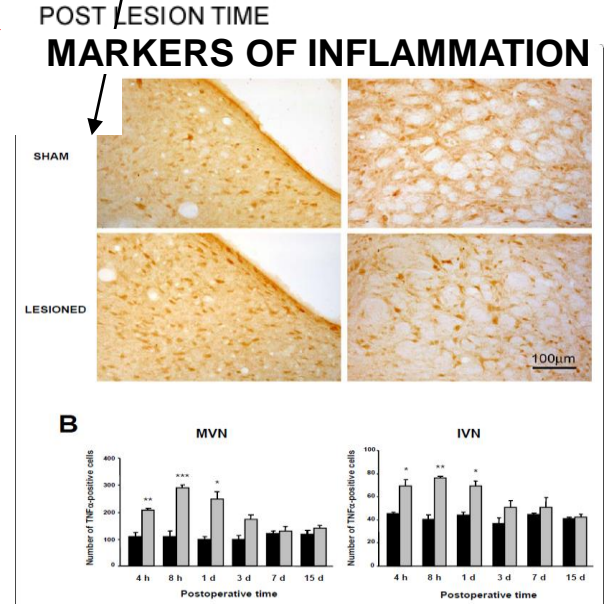 POST LESION TIME
MARKERS OF INFLAMMATION
SHAM
LESIONED
100µm
B
MVN
IVN
Number of TNFα-positive cells
400
300
200
100
0
**
***
*
4 h 8 h 1 d 3 d 7 d 15 d
Postoperative time
Number of TNFα-positive cells
100
80
60
40
20
0
*
**
*
4 h 8 h 1 d 3 d 7 d 15 d
Postoperative time